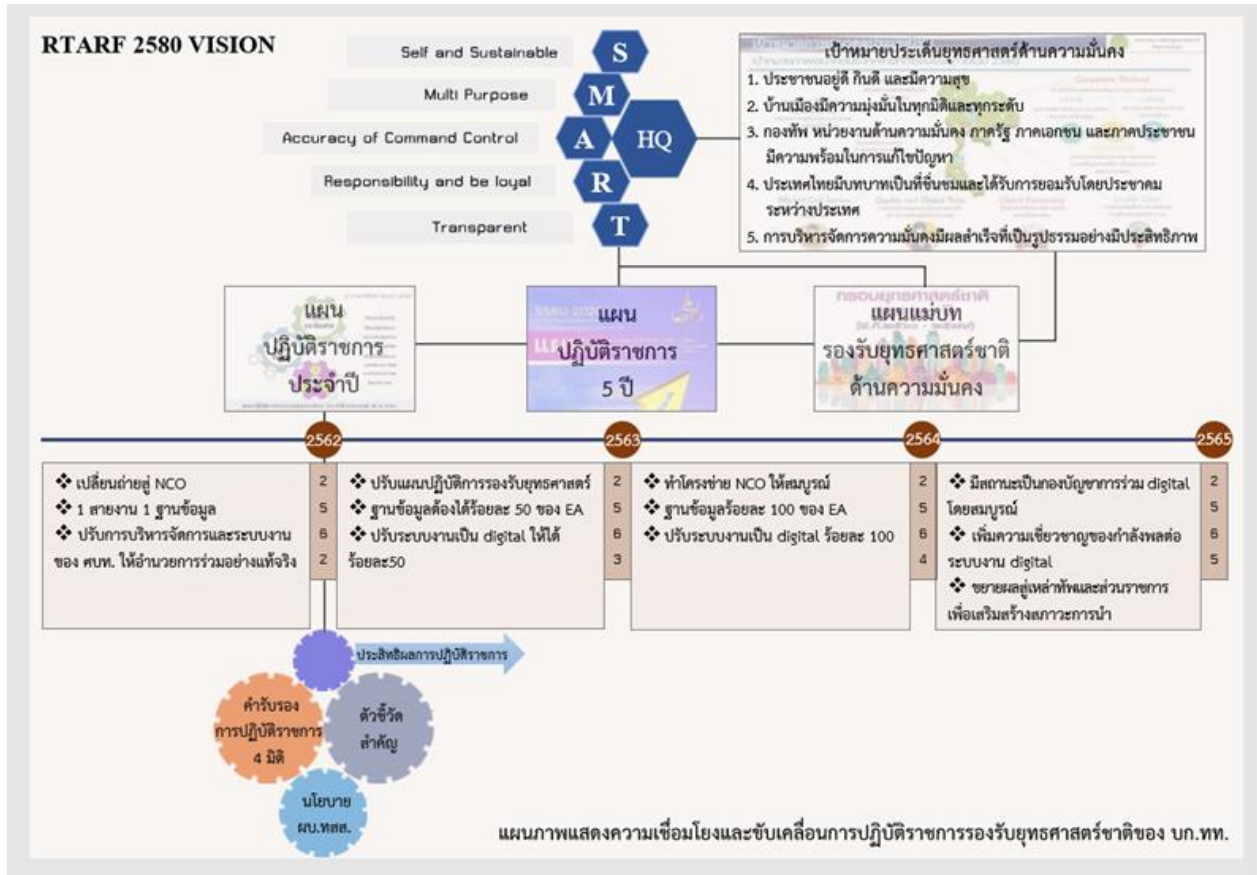 RTARF 2580 VISION
Self and Sustainable
S
Multi Purpose
M
Accuracy of Command Control
A
HQ
Responsibility and be loyal
R
Transparent
T
เป้าหมายประเด็นยุทธศาสตร์ด้านความมั่นคง
1. ประชาชนอยู่ดี กินดี และมีความสุข
2. บ้านเมืองมีความมุ่งมั่นในทุกมิติและทุกระดับ
3. กองทัพ หน่วยงานด้านความมั่นคง ภาครัฐ ภาคเอกชน และภาคประชาชน
มีความพร้อมในการแก้ไขปัญหา
4. ประเทศไทยมีบทบาทเป็นที่ชื่นชมและได้รับการยอมรับโดยประชาคม
ระหว่างประเทศ
5. การบริหารจัดการความมั่นคงมีผลสำเร็จที่เป็นรูปธรรมอย่างมีประสิทธิภาพ
แผน
ปฏิบัติราชการ
ประจำปี
แผน
ปฏิบัติราชการ
5 ปี
กรอบยุทธศาสตร์ชาติ
แผนแม่บท
รองรับยุทธศาสตร์ชาติ
ด้านความมั่นคง
2562
2563
2564
2565
❖ เปลี่ยนถ่ายสู่ NCO
❖ 1 สายงาน 1 ฐานข้อมูล
❖ ปรับการบริหารจัดการและระบบงาน
ของ ศบท. ให้อำนวยการร่วมอย่างแท้จริง
2
5
6
2
❖ ปรับแผนปฏิบัติการรองรับยุทธศาสตร์
❖ ฐานข้อมูลต้องได้ร้อยละ 50 ของ EA
❖ ปรับระบบงานเป็น digital ให้ได้
ร้อยละ50
2
5
6
3
❖ ทำโครงข่าย NCO ให้สมบูรณ์
❖ ฐานข้อมูลร้อยละ 100 ของ EA
❖ ปรับระบบงานเป็น digital ร้อยละ 100
2
5
6
4
❖ มีสถานะเป็นกองบัญชาการร่วม digital
โดยสมบูรณ์
❖ เพิ่มความเชี่ยวชาญของกำลังพลต่อ
ระบบงาน digital
❖ ขยายผลสู่เหล่าทัพและส่วนราชการ
เพื่อเสริมสร้างสภาวะการนำ
2
5
6
5
ประสิทธิผลการปฏิบัติราชการ
คำรับรอง
การปฏิบัติราชการ
4 มิติ
ตัวชี้วัด
สำคัญ
นโยบาย
ผบ.ทสส.
แผนภาพแสดงความเชื่อมโยงและขับเคลื่อนการปฏิบัติราชการรองรับยุทธศาสตร์ชาติของ บก.ทท.